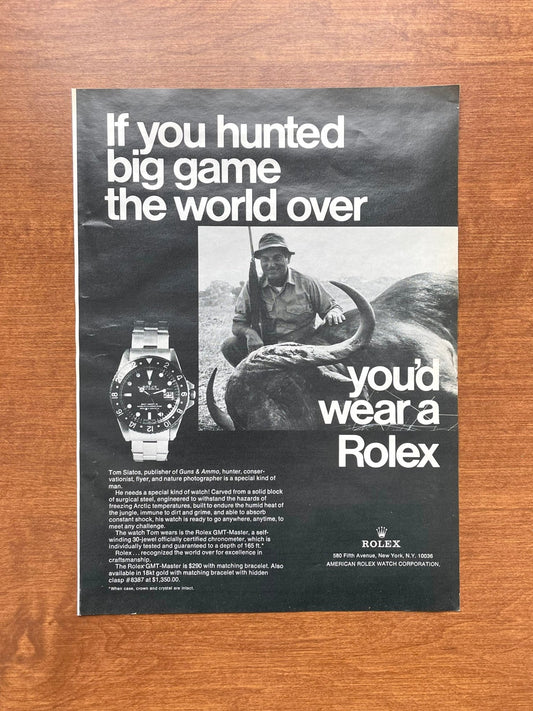 If you hunted
big game
the world over
you'd
wear a
Rolex
ROLEX
Tom Siatos, publisher of Guns & Ammo, hunter, conser-
vationist, flyer, and nature photographer is a special kind of
man.
He needs a special kind of watch! Carved from a solid block
of surgical steel, engineered to withstand the hazards of
freezing Arctic temperatures, built to endure the humid heat of
the jungle, immune to dirt and grime, and able to absorb
constant shock, his watch is ready to go anywhere, anytime, to
meet any challenge.
The watch Tom wears is the Rolex GMT-Master, a self-
winding 30-jewel officially certified chronometer, which is
individually tested and guaranteed to a depth of 165 ft.*
Rolex . . . recognized the world over for excellence in
craftsmanship.
The Rolex GMT-Master is $290 with matching bracelet. Also
available in 18kt gold with matching bracelet with hidden
clasp #8387 at $1,350.00.
*When case, crown and crystal are intact.
ROLEX
580 Fifth Avenue, New York, N.Y. 10036
AMERICAN ROLEX WATCH CORPORATION.